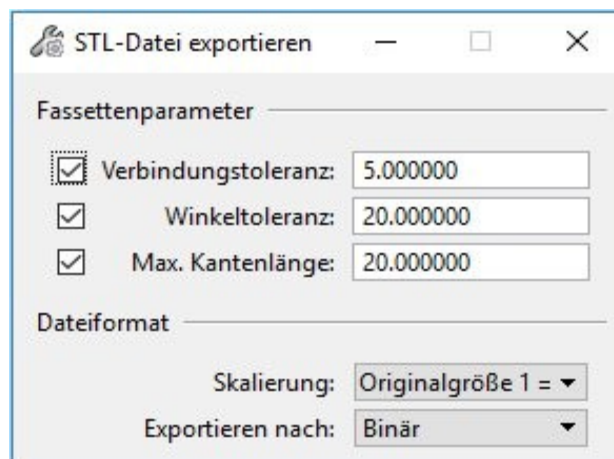 STL-Datei exportieren
Fassettenparameter
Verbindungstoleranz: 5.000000
Winkeltoleranz: 20.000000
Max. Kantenlänge: 20.000000
Dateiformat
Skalierung: Originalgröße 1 =
Exportieren nach: Binär